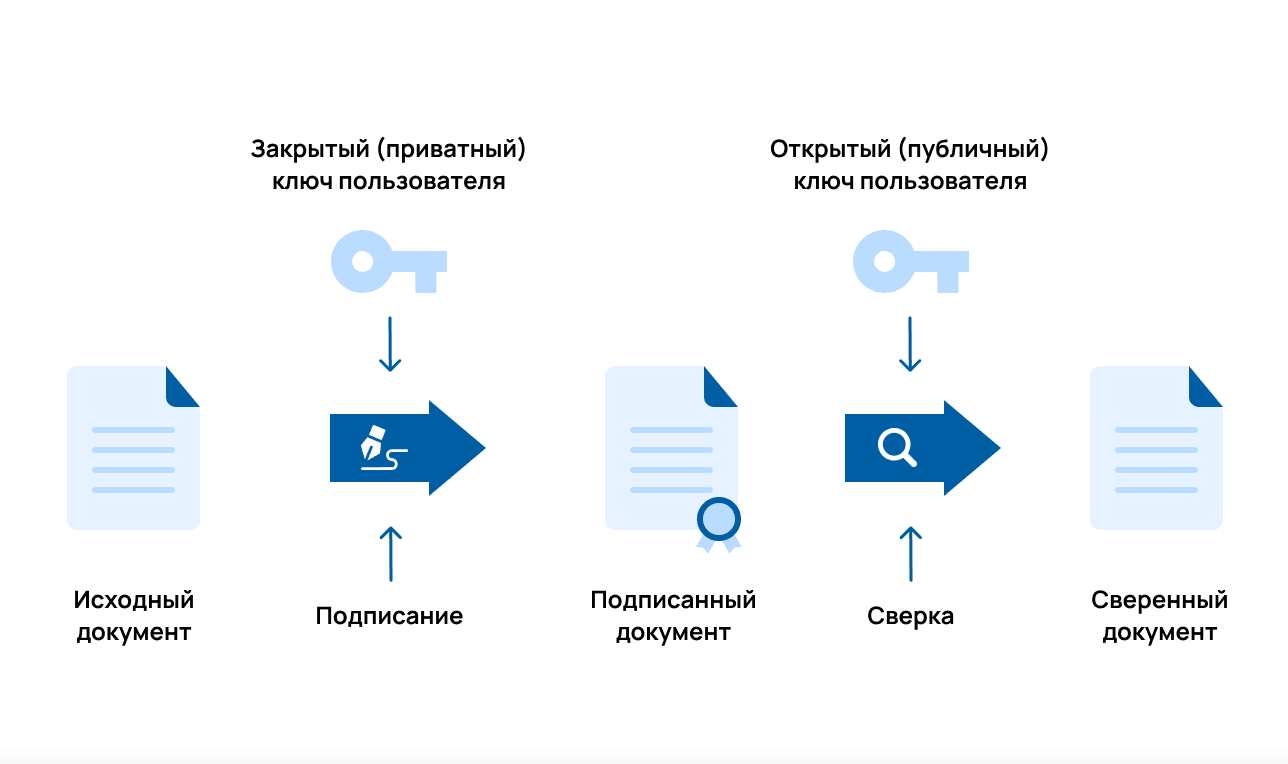 Закрытый (приватный)
ключ пользователя
Открытый (публичный)
ключ пользователя
Исходный
документ
Подписание
Подписанный
документ
Сверка
Сверенный
документ